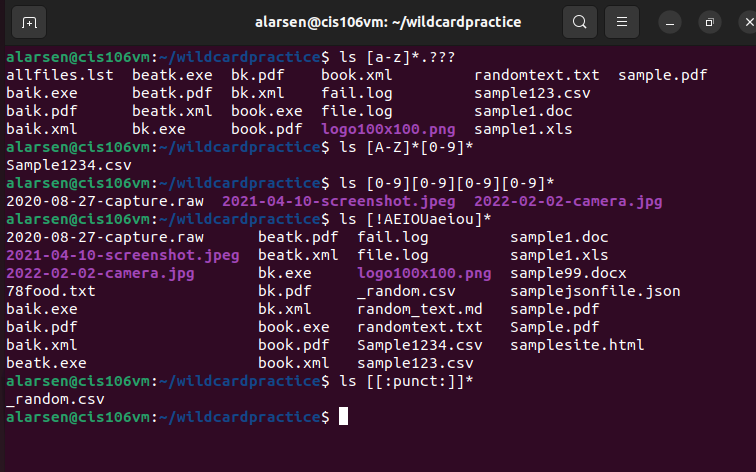 alarsen@cis106vm: ~/wildcardpractice
alarsen@cis106vm:~/wildcardpractice$ ls [a-z]*.???
allfiles.lst  beatk.exe  bk.pdf    book.xml          randomtext.txt  sample.pdf
baik.exe      beatk.pdf  bk.xml    fail.log          sample123.csv
baik.pdf      beatk.xml  book.exe  file.log          sample1.doc
baik.xml      bk.exe     book.pdf  logo100x100.png   sample1.xls
alarsen@cis106vm:~/wildcardpractice$ ls [A-Z]*[0-9]*
Sample1234.csv
alarsen@cis106vm:~/wildcardpractice$ ls [0-9][0-9][0-9][0-9]*
2020-08-27-capture.raw  2021-04-10-screenshot.jpeg  2022-02-02-camera.jpg
alarsen@cis106vm:~/wildcardpractice$ ls [!AEIOUaeiou]*
2020-08-27-capture.raw      beatk.pdf  fail.log         sample1.doc
2021-04-10-screenshot.jpeg  beatk.xml  file.log         sample1.xls
2022-02-02-camera.jpg       bk.exe     logo100x100.png  sample99.docx
78food.txt                  bk.pdf     _random.csv      samplejsonfile.json
baik.exe                    bk.xml     random_text.md   sample.pdf
baik.pdf                    book.exe   randomtext.txt   Sample.pdf
baik.xml                    book.pdf   Sample1234.csv   samplesite.html
beatk.exe                   book.xml   sample123.csv
alarsen@cis106vm:~/wildcardpractice$ ls [[:punct:]]*
_random.csv
alarsen@cis106vm:~/wildcardpractice$